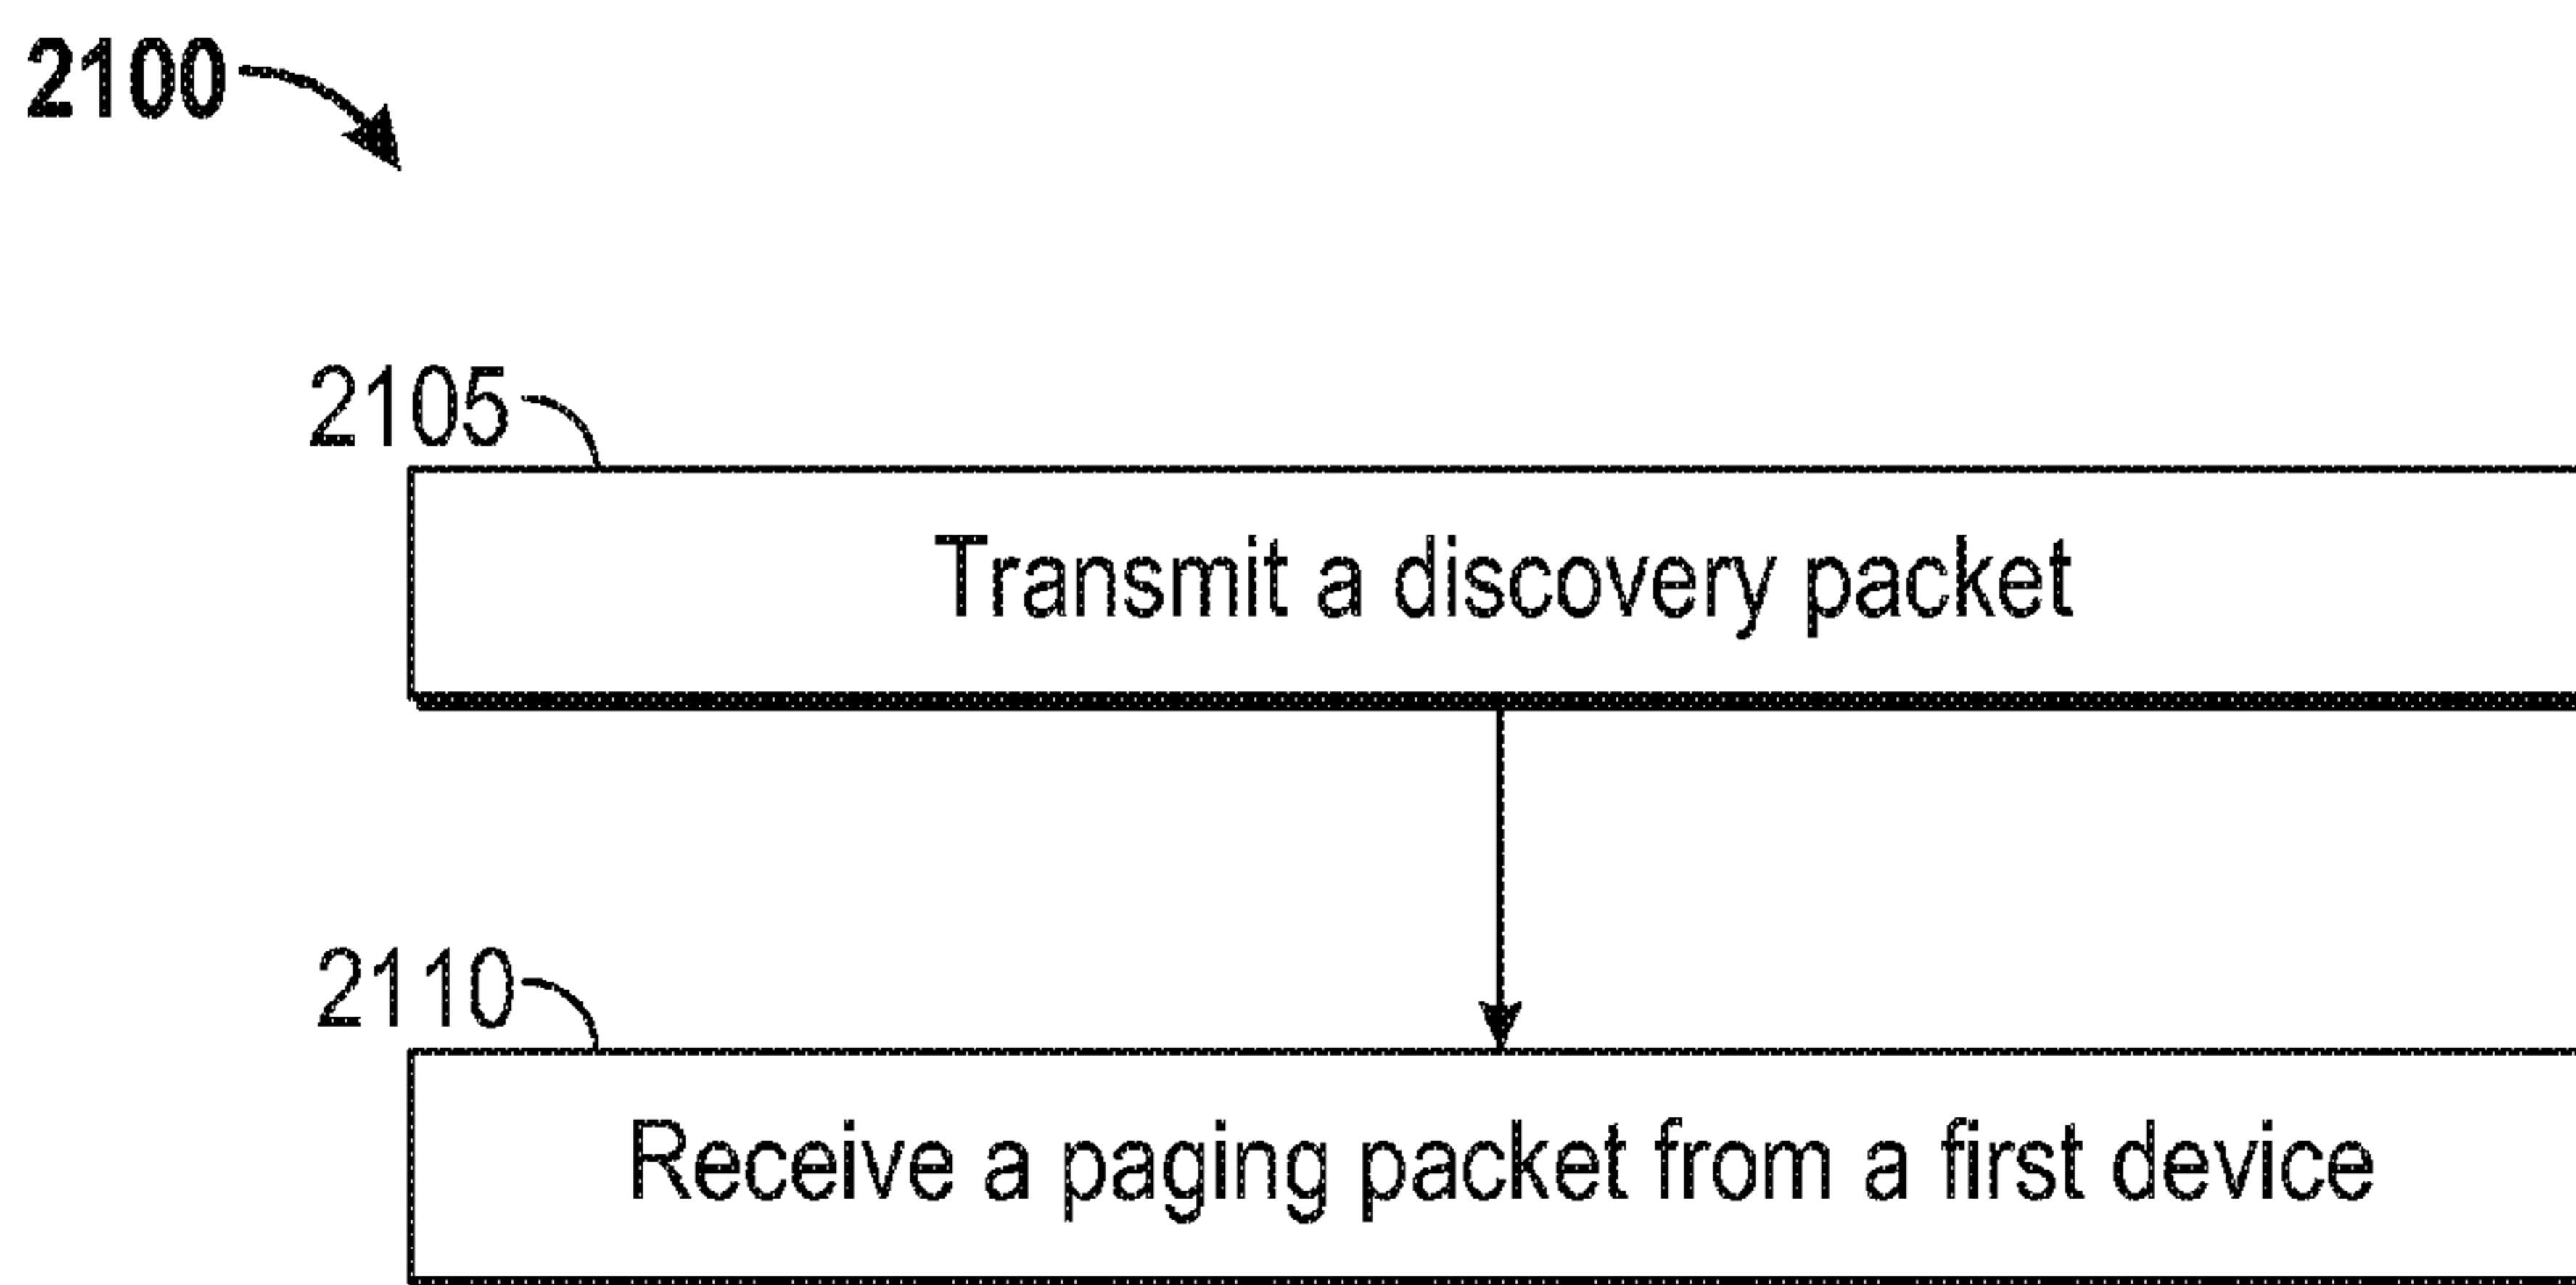 2100
2105
Transmit a discovery packet
2110
Receive a paging packet from a first device